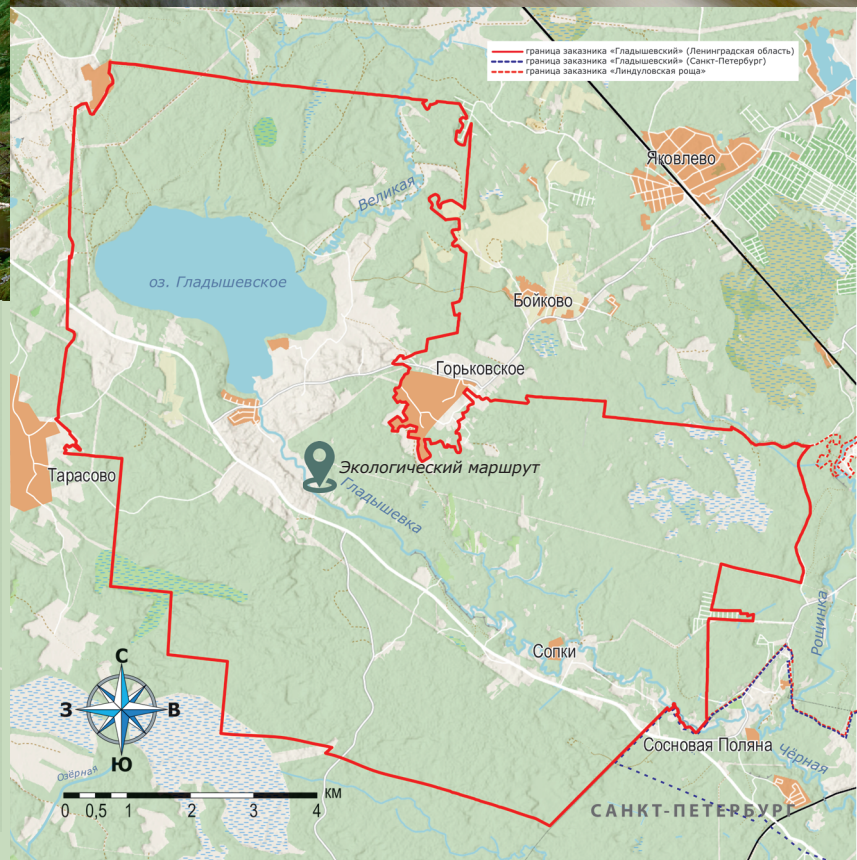 граница заказника «Гладышевский» (Ленинградская область)
граница заказника «Гладышевский» (Санкт-Петербург)
граница заказника «Линдуловская роща»
Яковлево
Великая
оз. Гладышевское
Бойково
Горьковское
Экологический маршрут
Тарасово
Гладышевка
Рощинка
Сопки
С
З
В
Ю
Сосновая Поляна
Чёрная
Озёрная
0 0,5 1 2 3 4 км
САНКТ-ПЕТЕРБУРГ